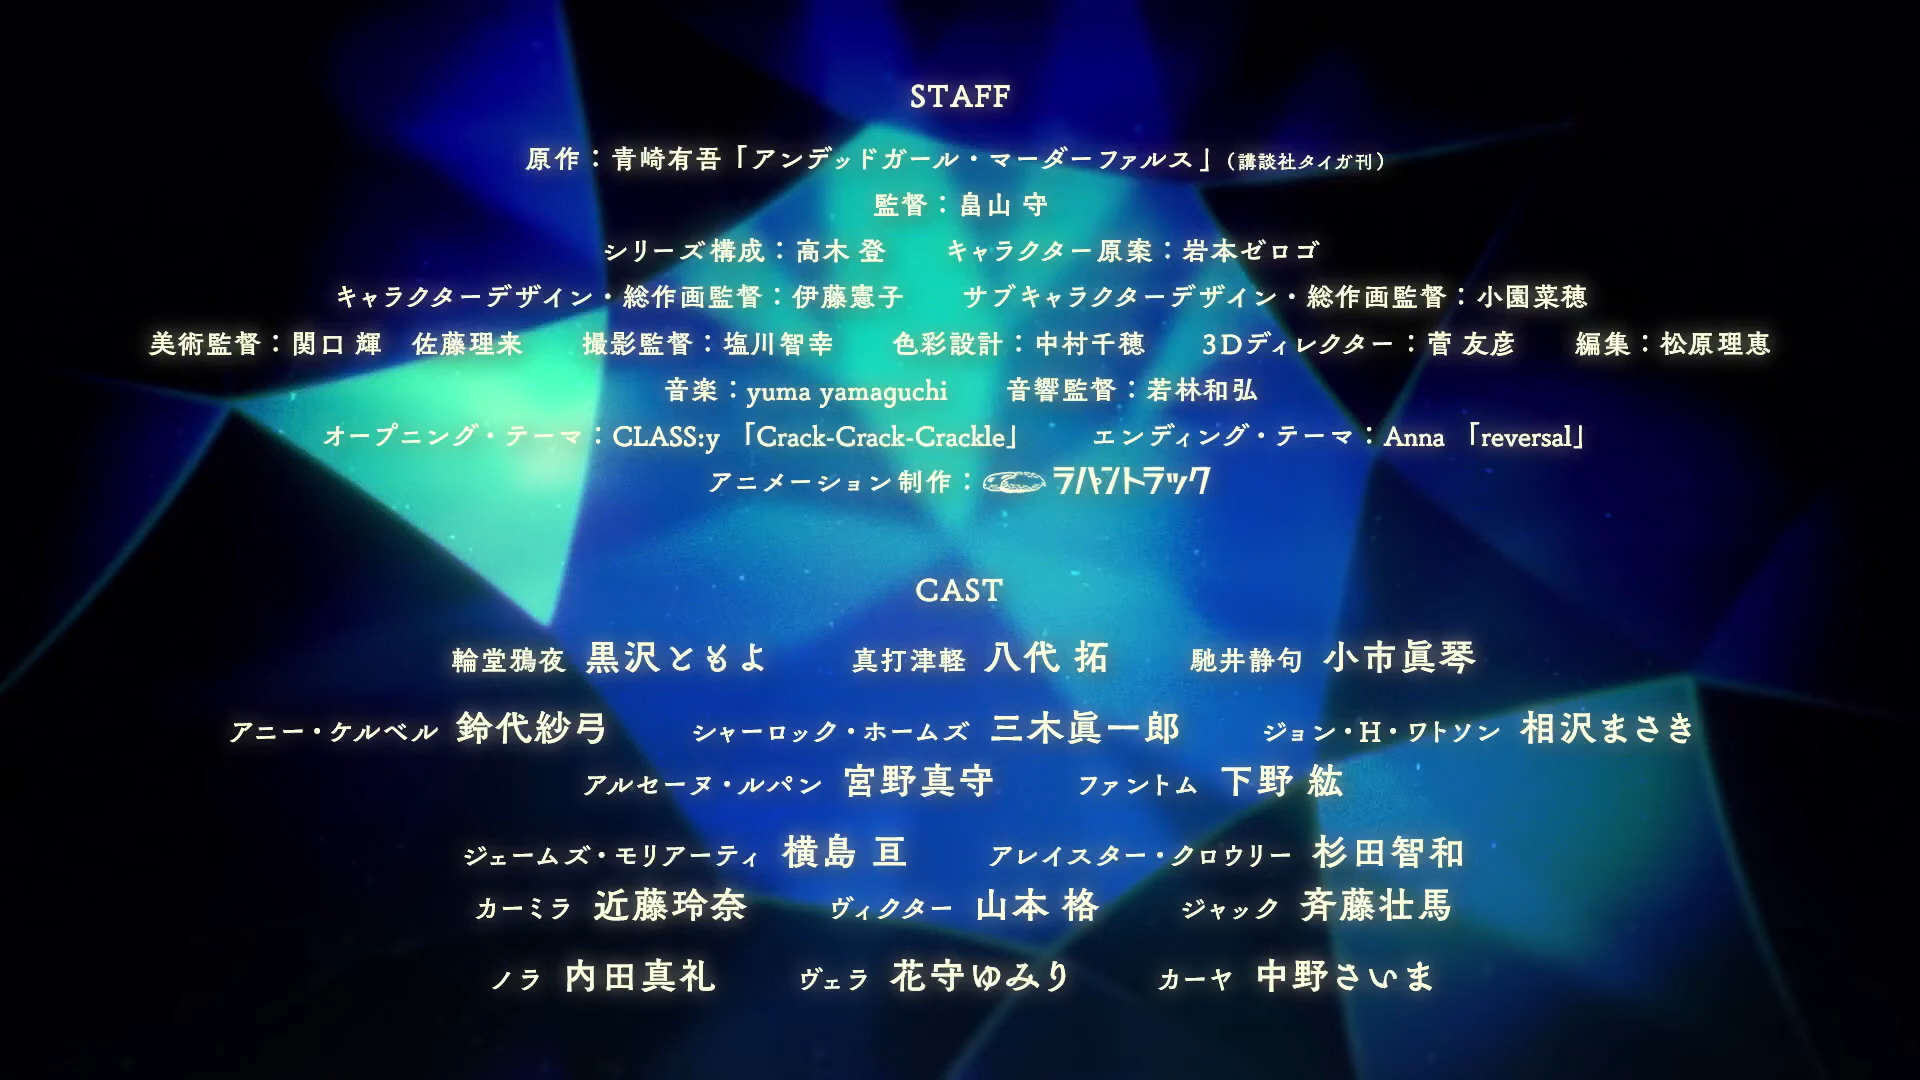 STAFF
原作：青崎有吾「アンデッドガール・マーダーファルス」（講談社タイガ刊）
監督：畠山 守
シリーズ構成：高木 登　　キャラクター原案：岩本ゼロゴ
キャラクターデザイン・総作画監督：伊藤憲子　　サブキャラクターデザイン・総作画監督：小園菜穂
美術監督：関口 輝　佐藤理来　　撮影監督：塩川智幸　　色彩設計：中村千穂　　3Dディレクター：菅 友彦　　編集：松原理恵
音楽：yuma yamaguchi　　音響監督：若林和弘
オープニング・テーマ：CLASS:y 「Crack-Crack-Crackle」　　エンディング・テーマ：Anna 「reversal」
アニメーション制作：ラパントラック
CAST
輪堂鴉夜 黒沢ともよ　　真打津軽 八代 拓　　馳井静句 小市眞琴
アニー・ケルベル 鈴代紗弓　　シャーロック・ホームズ 三木眞一郎　　ジョン・H・ワトソン 相沢まさき
アルセーヌ・ルパン 宮野真守　　ファントム 下野 紘
ジェームズ・モリアーティ 横島 亘　　アレイスター・クロウリー 杉田智和
カーミラ 近藤玲奈　　ヴィクター 山本 格　　ジャック 斉藤壮馬
ノラ 内田真礼　　ヴェラ 花守ゆみり　　カーヤ 中野さいま